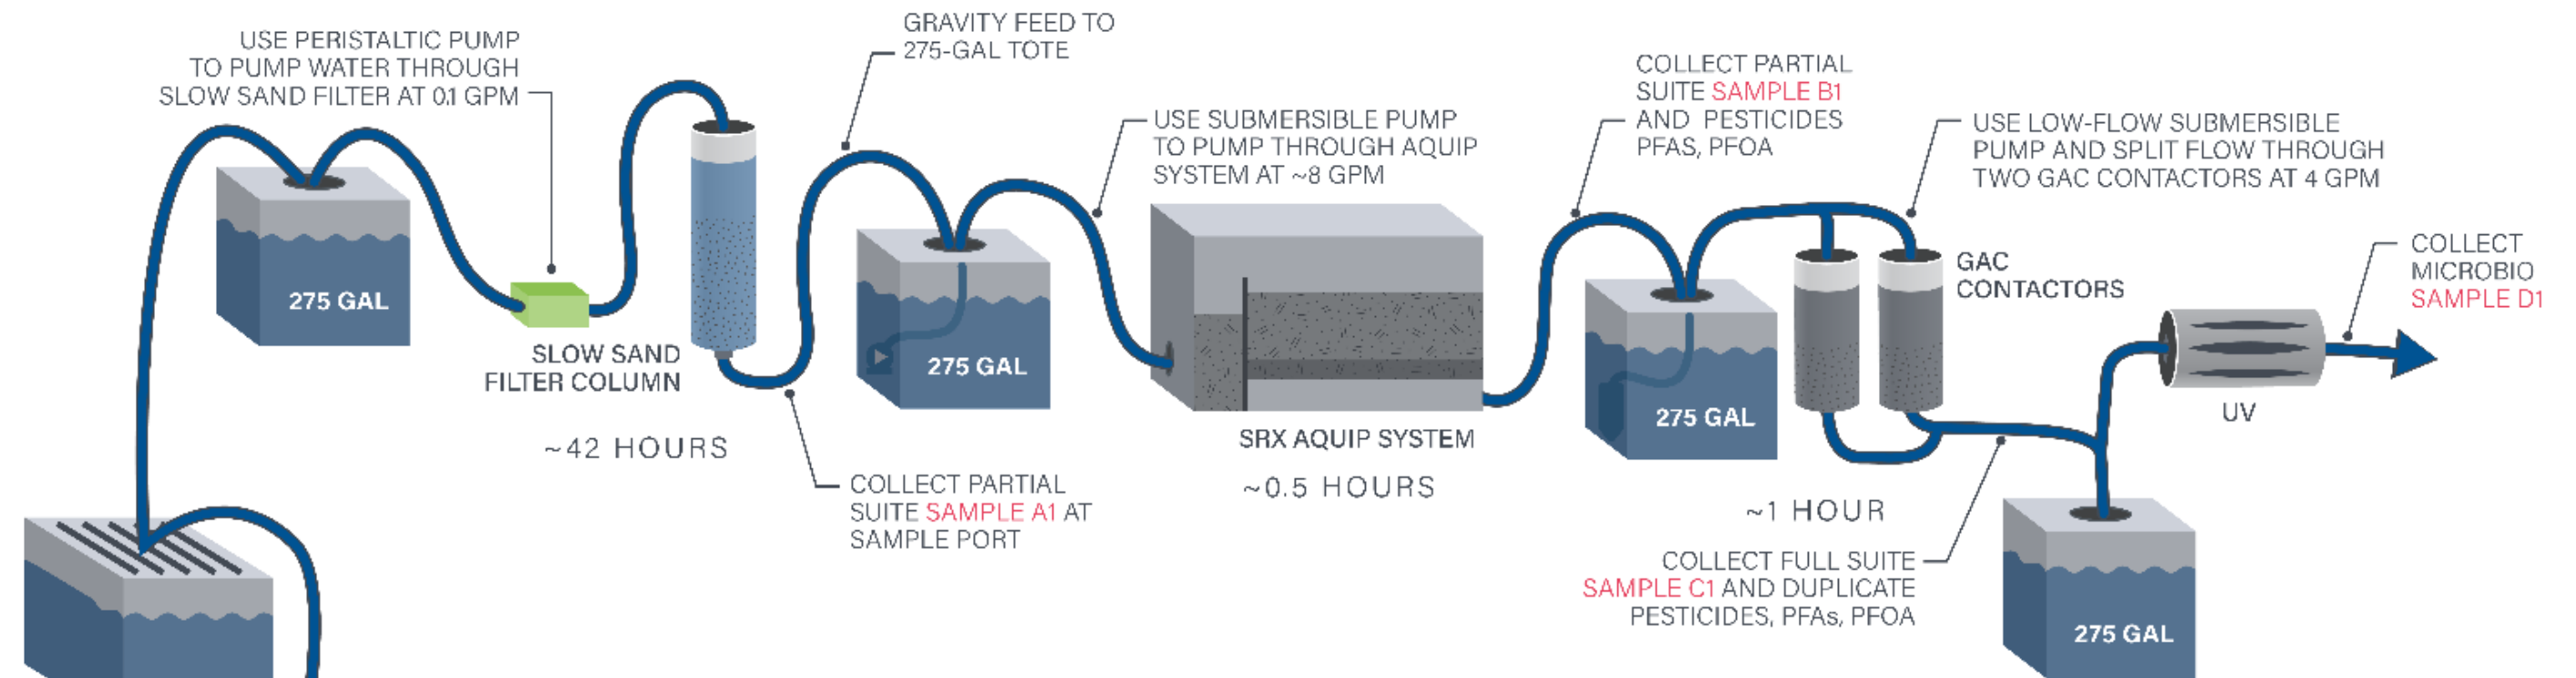 USE PERISTALTIC PUMP
TO PUMP WATER THROUGH
SLOW SAND FILTER AT 0.1 GPM
275 GAL
SLOW SAND
FILTER COLUMN
~42 HOURS
GRAVITY FEED TO
275-GAL TOTE
275 GAL
COLLECT PARTIAL
SUITE SAMPLE A1 AT
SAMPLE PORT
USE SUBMERSIBLE PUMP
TO PUMP THROUGH AQUIP
SYSTEM AT ~8 GPM
SRX AQUIP SYSTEM
~0.5 HOURS
COLLECT PARTIAL
SUITE SAMPLE B1
AND PESTICIDES
PFAS, PFOA
275 GAL
USE LOW-FLOW SUBMERSIBLE
PUMP AND SPLIT FLOW THROUGH
TWO GAC CONTACTORS AT 4 GPM
GAC
CONTACTORS
~1 HOUR
COLLECT FULL SUITE
SAMPLE C1 AND DUPLICATE
PESTICIDES, PFAs, PFOA
275 GAL
UV
COLLECT
MICROBIO
SAMPLE D1